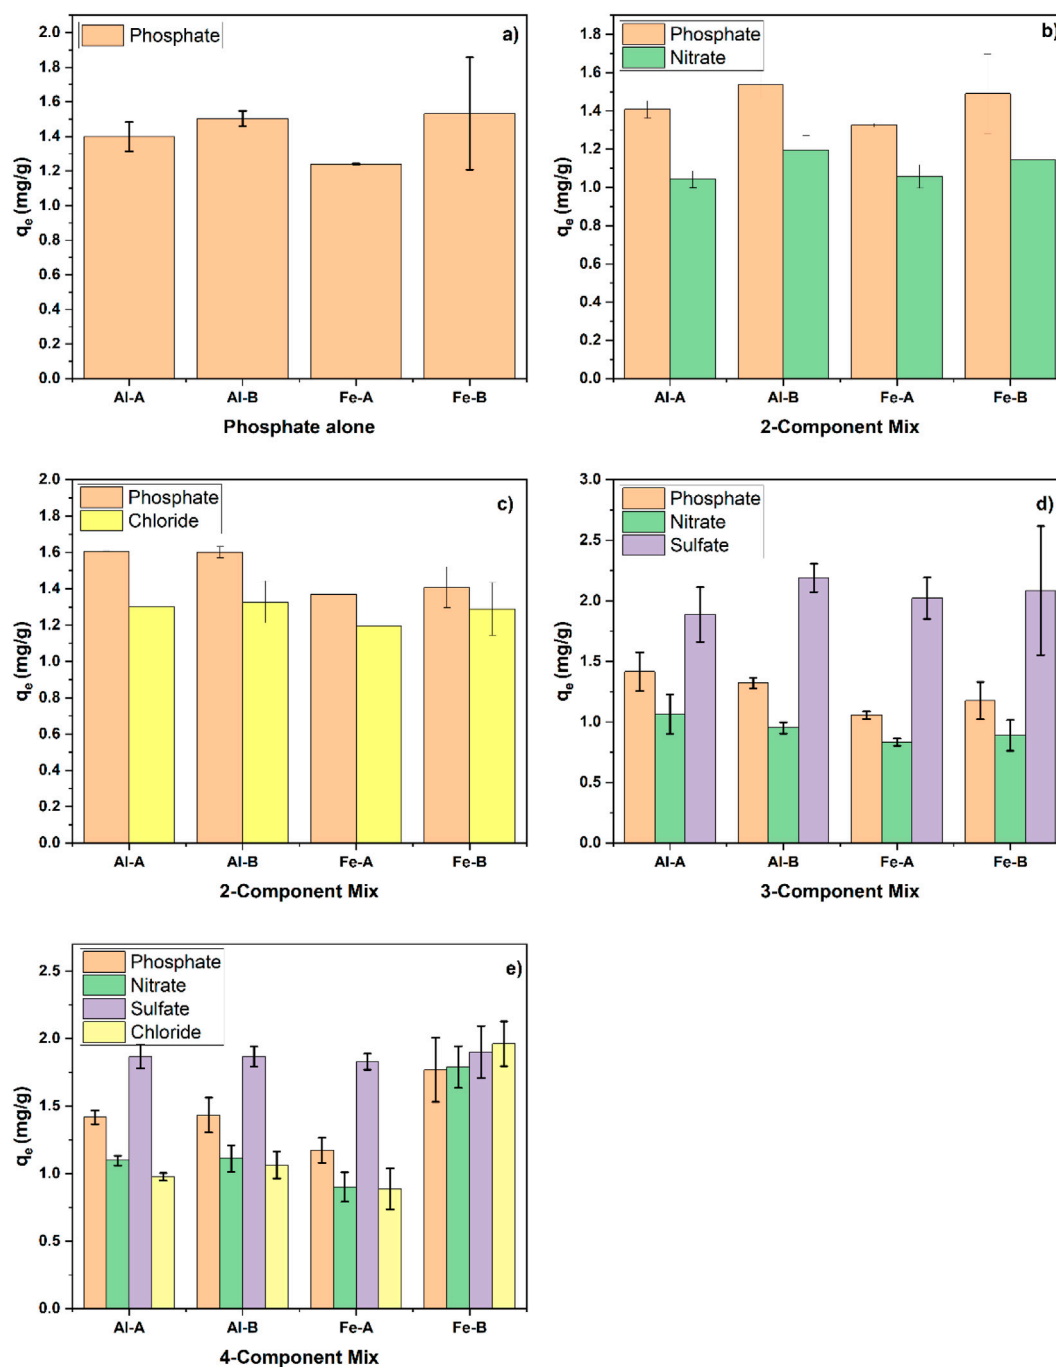 a)
Phosphate
2.0
1.8
1.6
1.4
1.2
1.0
0.8
0.6
0.4
0.2
0.0
qe (mg/g)
Al-A Al-B Fe-A Fe-B
Phosphate alone
b)
Phosphate
Nitrate
1.8
1.6
1.4
1.2
1.0
0.8
0.6
0.4
0.2
0.0
qe (mg/g)
Al-A Al-B Fe-A Fe-B
2-Component Mix
c)
Phosphate
Chloride
2.0
1.8
1.6
1.4
1.2
1.0
0.8
0.6
0.4
0.2
0.0
qe (mg/g)
Al-A Al-B Fe-A Fe-B
2-Component Mix
d)
Phosphate
Nitrate
Sulfate
3.0
2.5
2.0
1.5
1.0
0.5
0.0
qe (mg/g)
Al-A Al-B Fe-A Fe-B
3-Component Mix
e)
Phosphate
Nitrate
Sulfate
Chloride
2.5
2.0
1.5
1.0
0.5
0.0
qe (mg/g)
Al-A Al-B Fe-A Fe-B
4-Component Mix